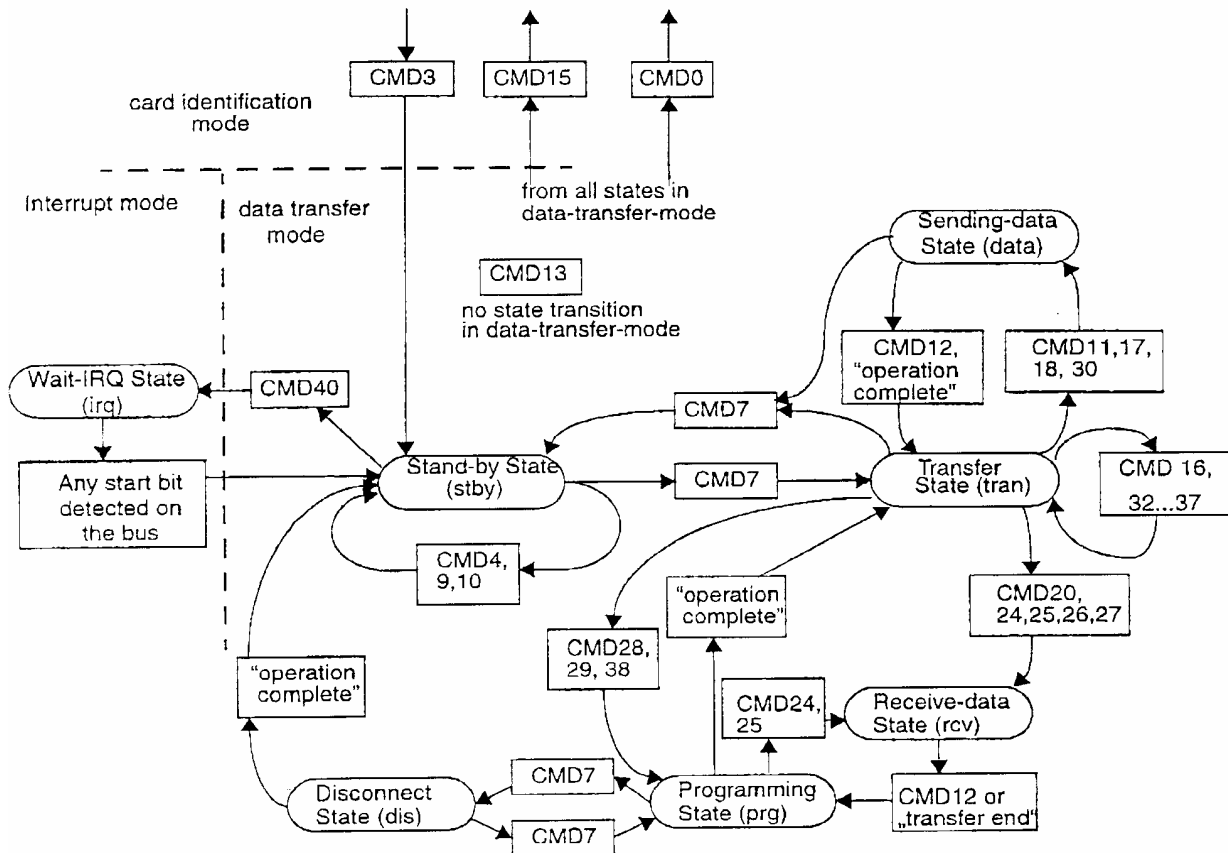 CMD3
CMD15
CMD0
card identification
mode
Interrupt mode
data transfer
mode
from all states in
data-transfer-mode
Sending-data
State (data)
CMD13
no state transition
in data-transfer-mode
CMD12,
“operation
complete”
CMD11,17,
18, 30
Wait-IRQ State
(irq)
CMD40
CMD7
Stand-by State
(stby)
CMD7
Transfer
State (tran)
CMD 16,
32...37
Any start bit
detected on
the bus
CMD4,
9,10
“operation
complete”
CMD20,
24,25,26,27
CMD28,
29, 38
“operation
complete”
CMD24,
25
Receive-data
State (rcv)
CMD7
Disconnect
State (dis)
Programming
State (prg)
CMD12 or
„transfer end“
CMD7